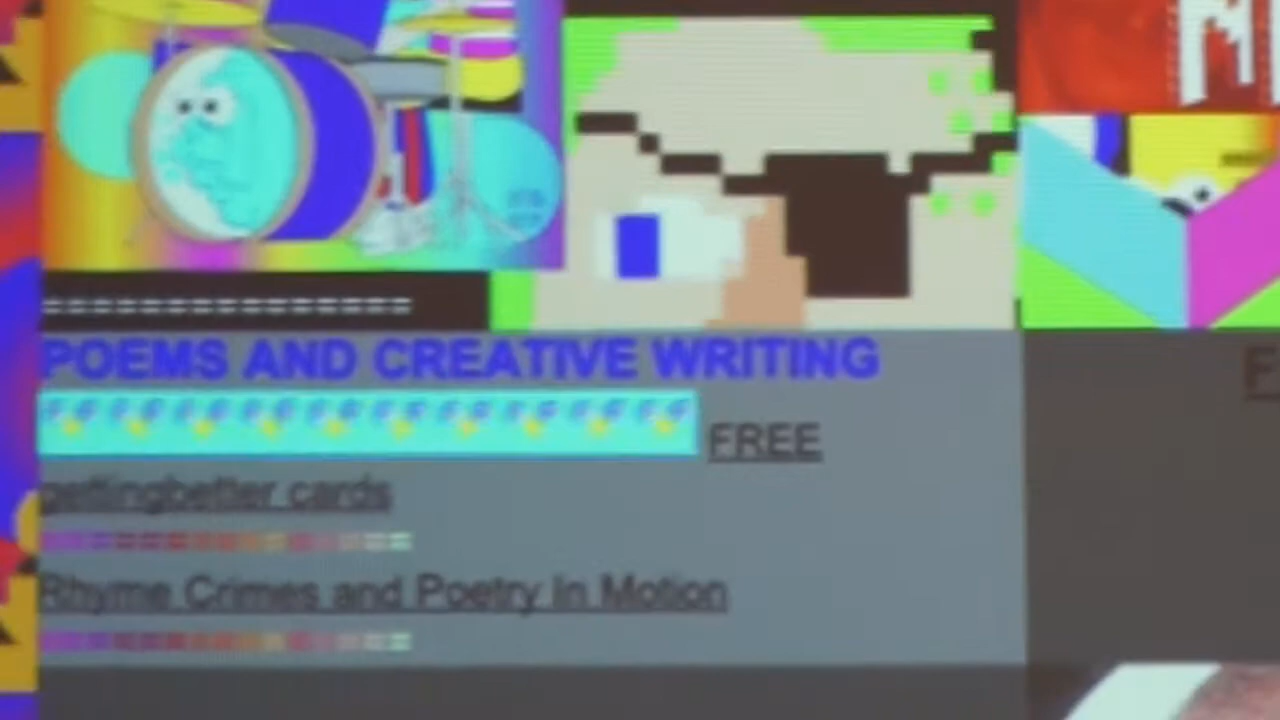 ==============
POEMS AND CREATIVE WRITING
FREE
gettingbetter cards
==============
Rhyme Crimes and Poetry In Motion
==============